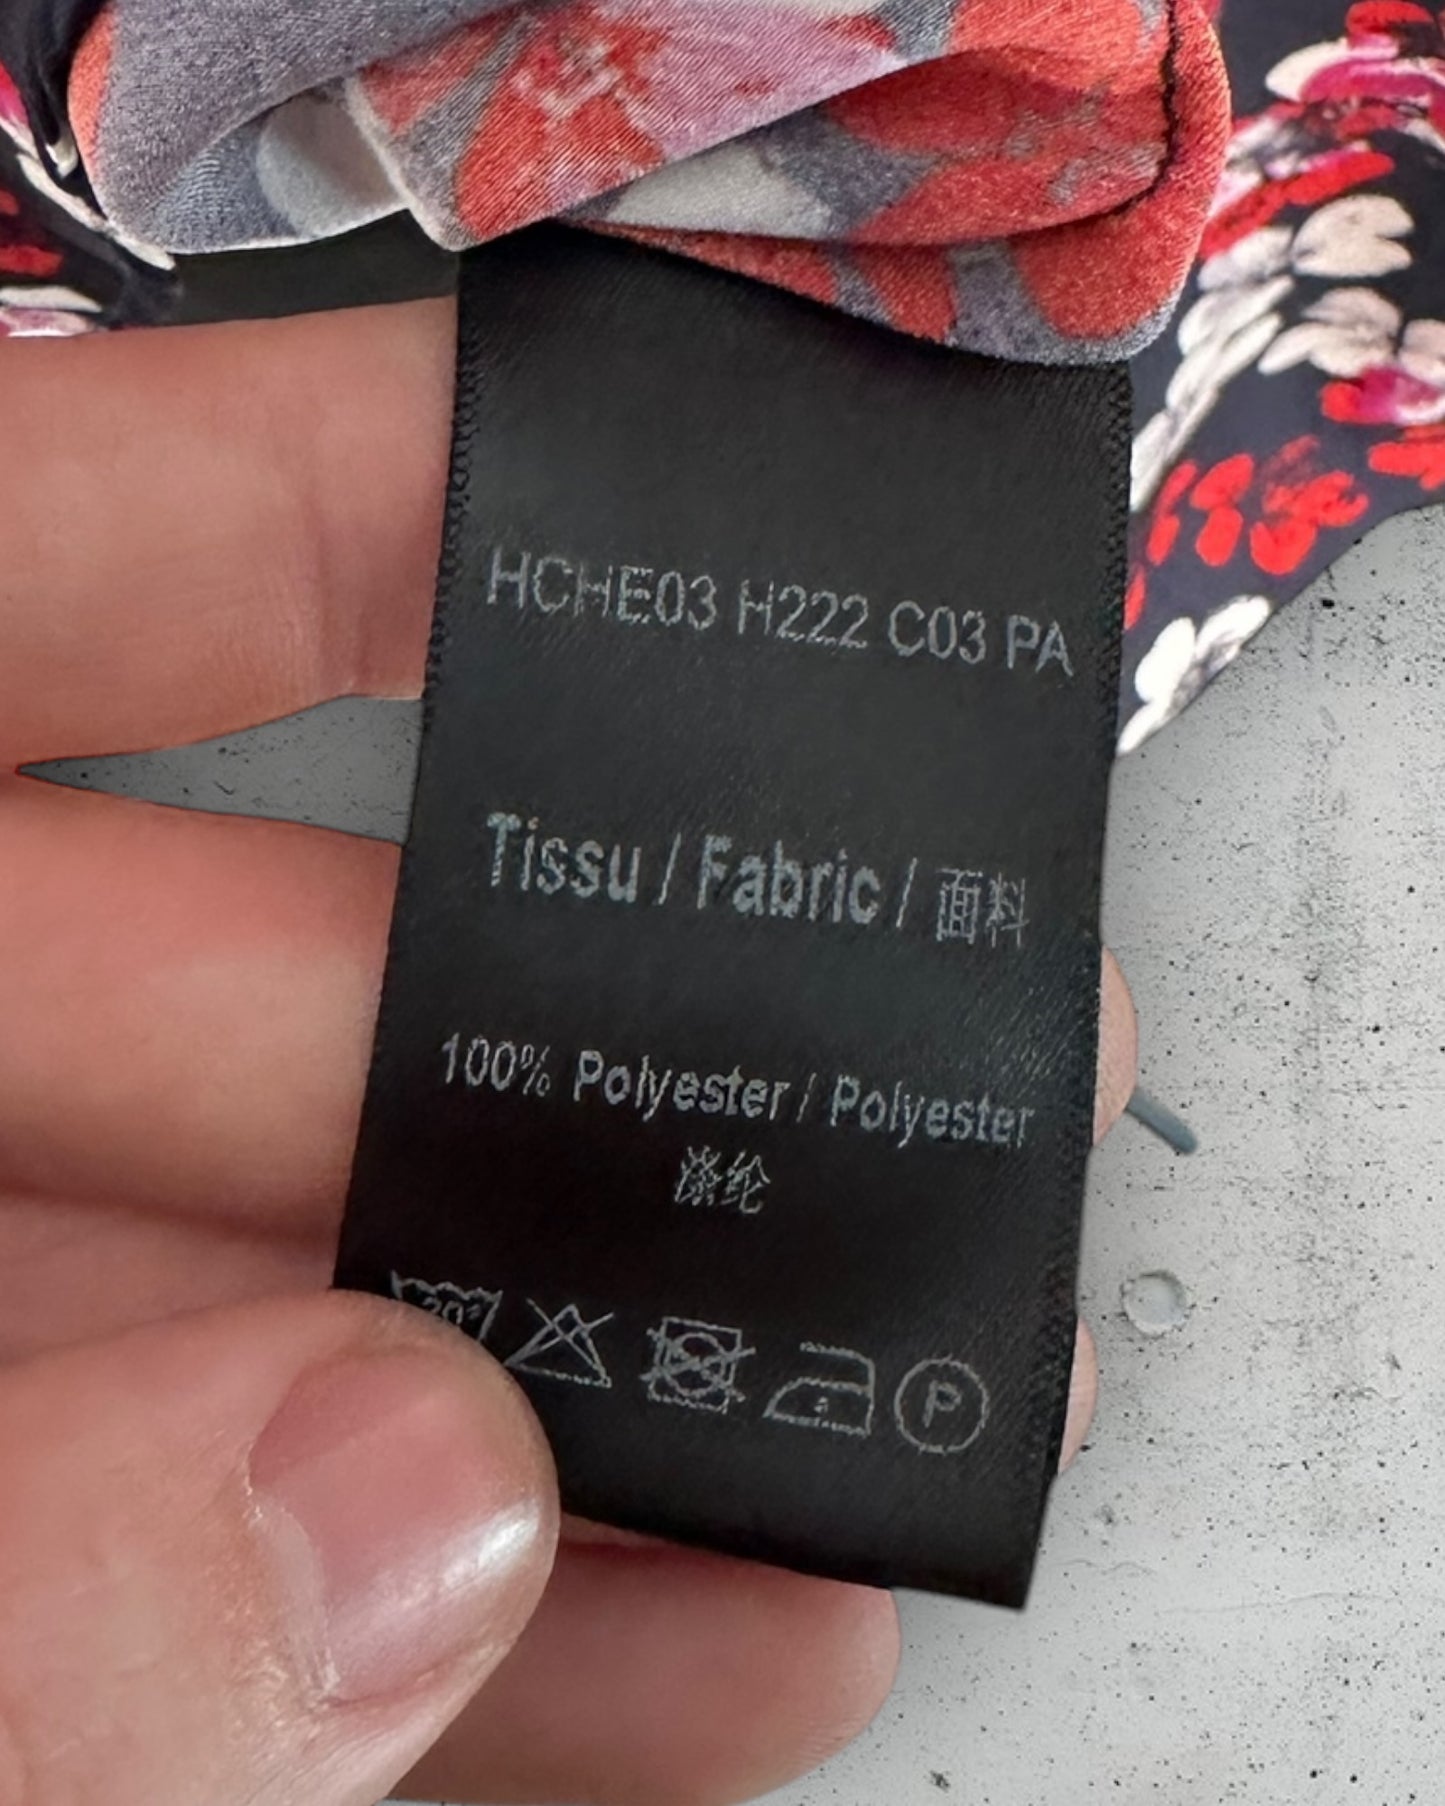 HCHE03 H222 C03 PA
Tissu / Fabric / 面料
100% Polyester / Polyester
涤纶
P